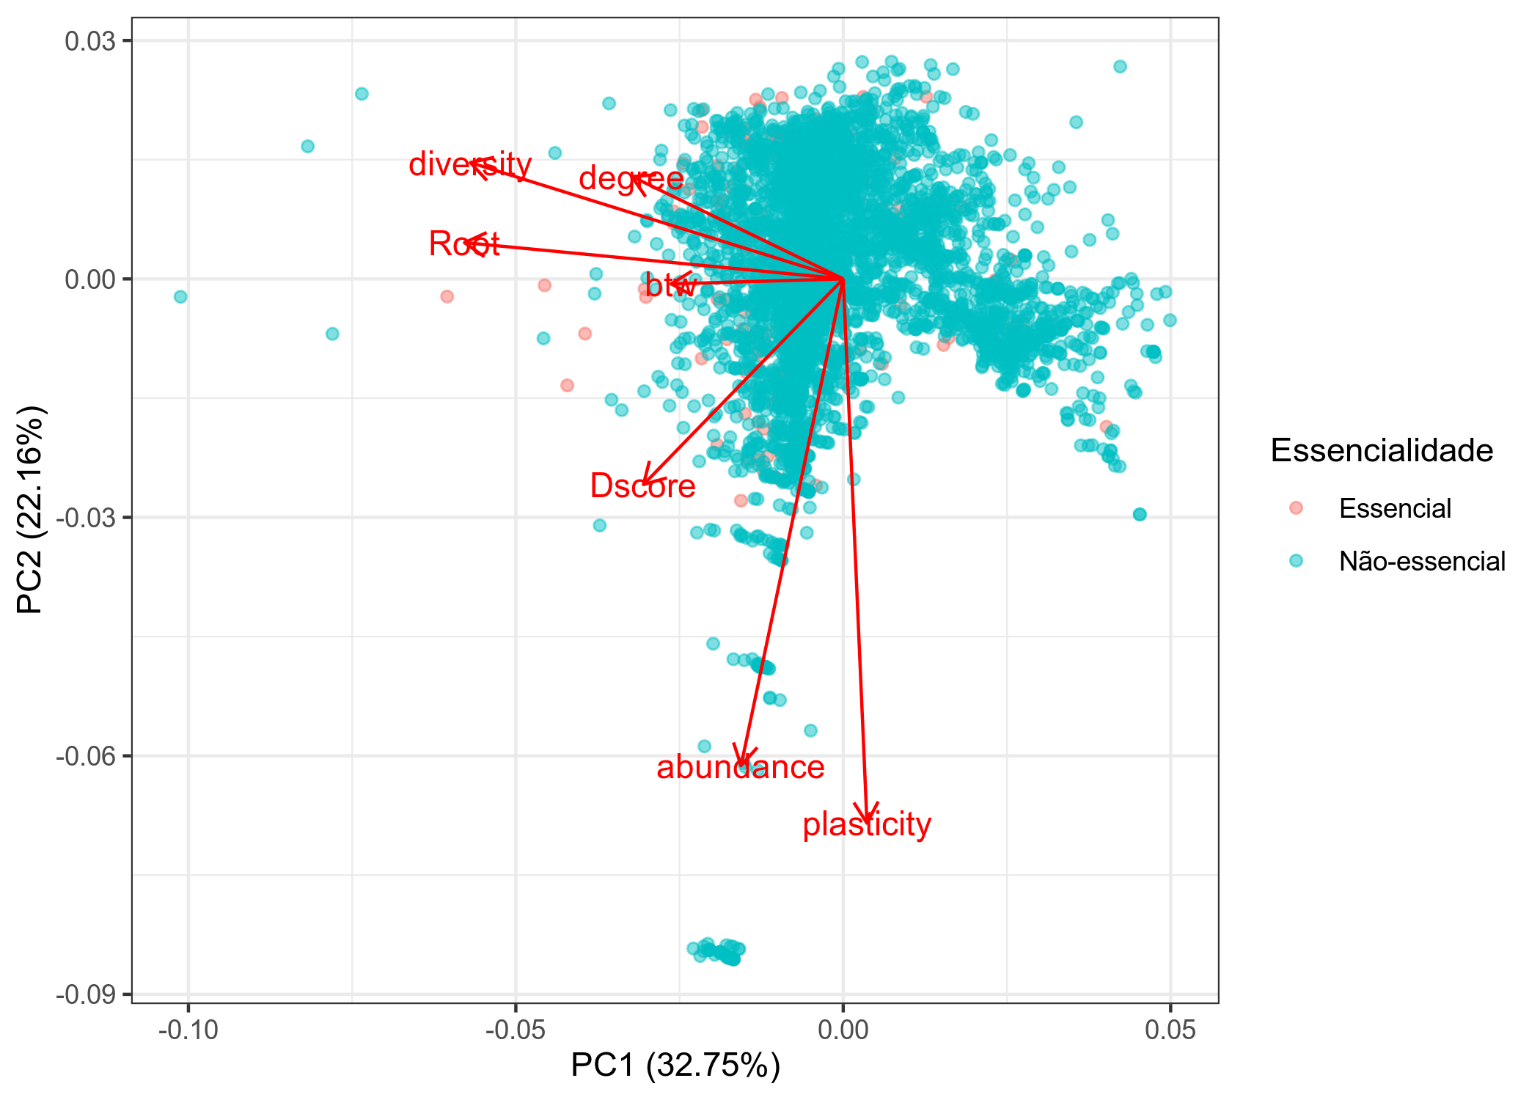 0.03
0.00
-0.03
-0.06
-0.09
PC2 (22.16%)
diversity
degree
Root
btw
Dscore
abundance
plasticity
-0.10
-0.05
0.00
0.05
PC1 (32.75%)
Essencialidade
Essencial
Não-essencial